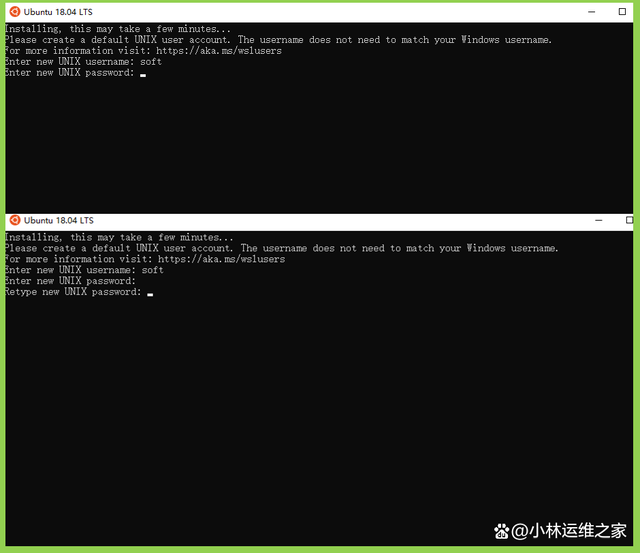 Ubuntu 18.04 LTS
Installing, this may take a few minutes...
Please create a default UNIX user account. The username does not need to match your Windows username.
For more information visit: https://aka.ms/wslusers
Enter new UNIX username: soft
Enter new UNIX password:
Ubuntu 18.04 LTS
Installing, this may take a few minutes...
Please create a default UNIX user account. The username does not need to match your Windows username.
For more information visit: https://aka.ms/wslusers
Enter new UNIX username: soft
Enter new UNIX password:
Retype new UNIX password:
du @小林运维之家